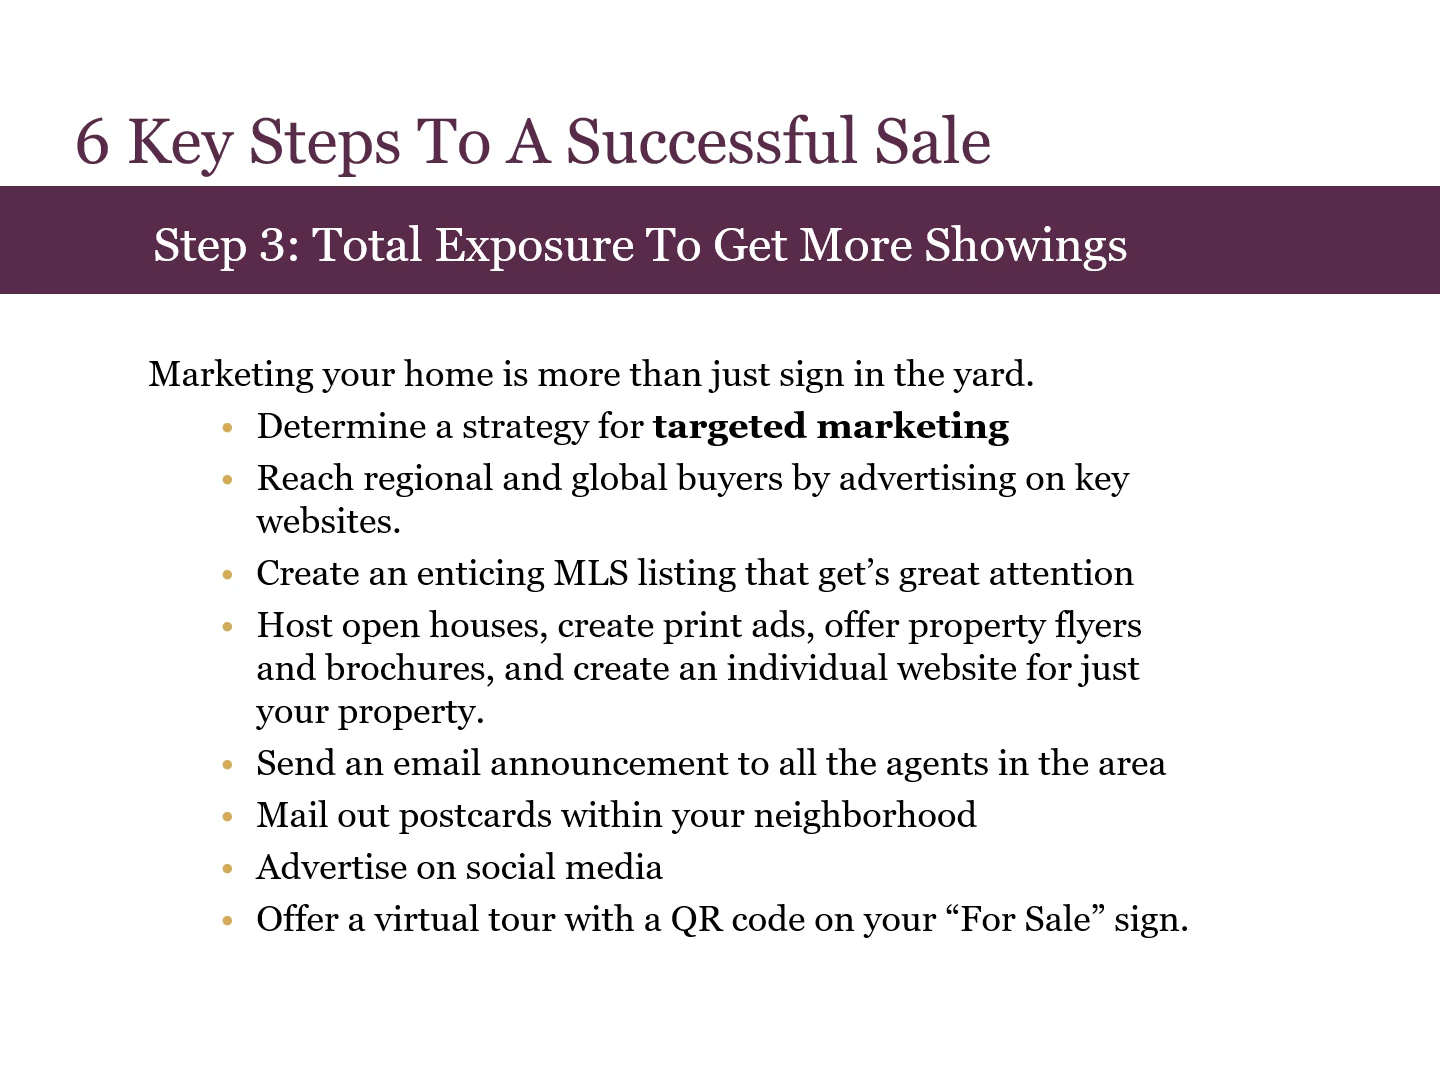 6 Key Steps To A Successful Sale
Step 3: Total Exposure To Get More Showings
Marketing your home is more than just sign in the yard.
• Determine a strategy for targeted marketing
• Reach regional and global buyers by advertising on key
websites.
• Create an enticing MLS listing that get’s great attention
• Host open houses, create print ads, offer property flyers
and brochures, and create an individual website for just
your property.
• Send an email announcement to all the agents in the area
• Mail out postcards within your neighborhood
• Advertise on social media
• Offer a virtual tour with a QR code on your “For Sale” sign.